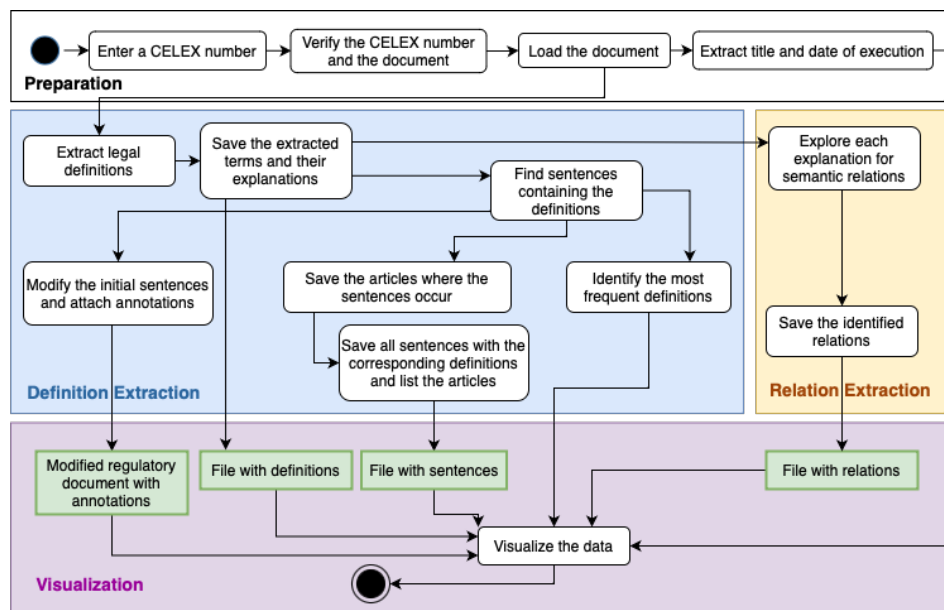 Enter a CELEX number
Verify the CELEX number
and the document
Load the document
Extract title and date of execution
Preparation
Extract legal
definitions
Save the extracted
terms and their
explanations
Find sentences
containing the
definitions
Explore each
explanation for
semantic relations
Modify the initial sentences
and attach annotations
Save the articles where the
sentences occur
Identify the most
frequent definitions
Save all sentences with the
corresponding definitions
and list the articles
Save the identified
relations
Definition Extraction
Relation Extraction
Modified regulatory
document with
annotations
File with definitions
File with sentences
File with relations
Visualize the data
Visualization